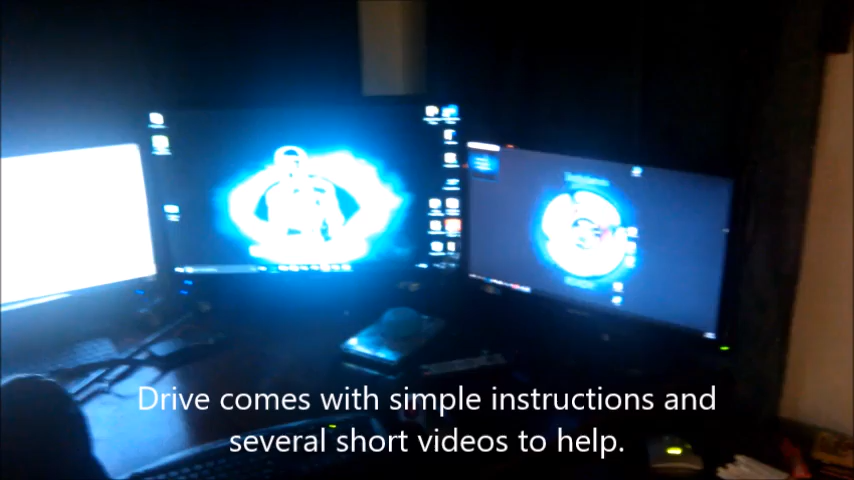 Drive comes with simple instructions and
several short videos to help.